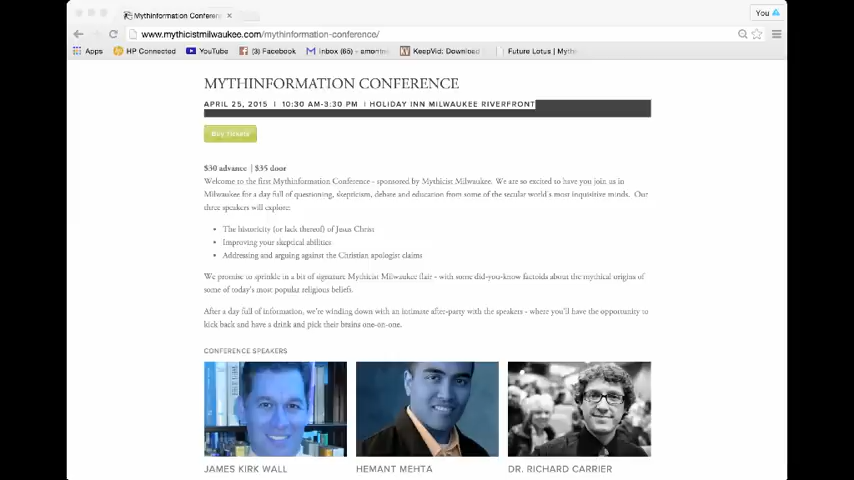 Mythinformation Conferen
You
www.mythicistmilwaukee.com/mythinformation-conference/
Apps
HP Connected
YouTube
(3) Facebook
Inbox (65) - amontre
KeepVid: Download
Future Lotus | Myth
MYTHINFORMATION CONFERENCE
APRIL 25, 2015 | 10:30 AM-3:30 PM | HOLIDAY INN MILWAUKEE RIVERFRONT
Buy Tickets
$30 advance | $35 door
Welcome to the first Mythinformation Conference - sponsored by Mythicist Milwaukee. We are so excited to have you join us in
Milwaukee for a day full of questioning, skepticism, debate and education from some of the secular world's most inquisitive minds. Our
three speakers will explore:
• The historicity (or lack thereof) of Jesus Christ
• Improving your skeptical abilities
• Addressing and arguing against the Christian apologist claims
We promise to sprinkle in a bit of signature Mythicist Milwaukee flair - with some did-you-know factoids about the mythical origins of
some of today's most popular religious beliefs.
After a day full of information, we're winding down with an intimate after-party with the speakers - where you'll have the opportunity to
kick back and have a drink and pick their brains one-on-one.
CONFERENCE SPEAKERS
JAMES KIRK WALL
HEMANT MEHTA
DR. RICHARD CARRIER